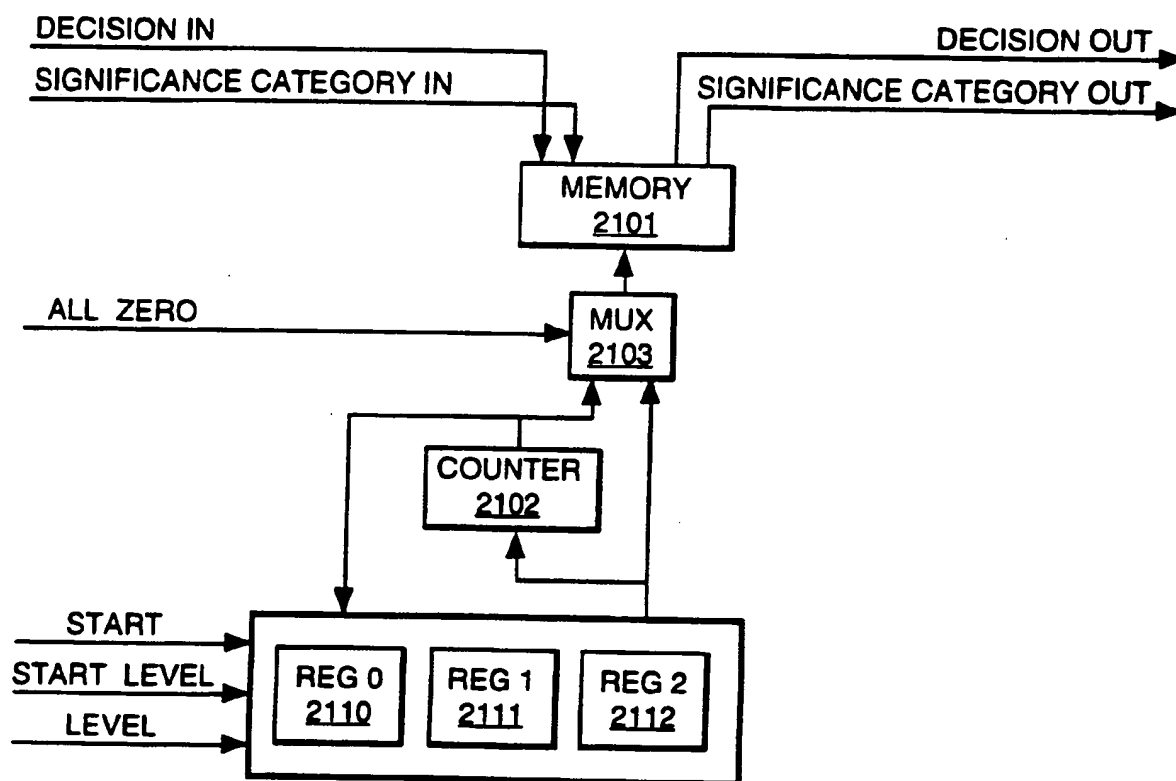 DECISION IN
DECISION OUT
SIGNIFICANCE CATEGORY IN
SIGNIFICANCE CATEGORY OUT
MEMORY
2101
ALL ZERO
MUX
2103
COUNTER
2102
START
START LEVEL
LEVEL
REG 0
2110
REG 1
2111
REG 2
2112